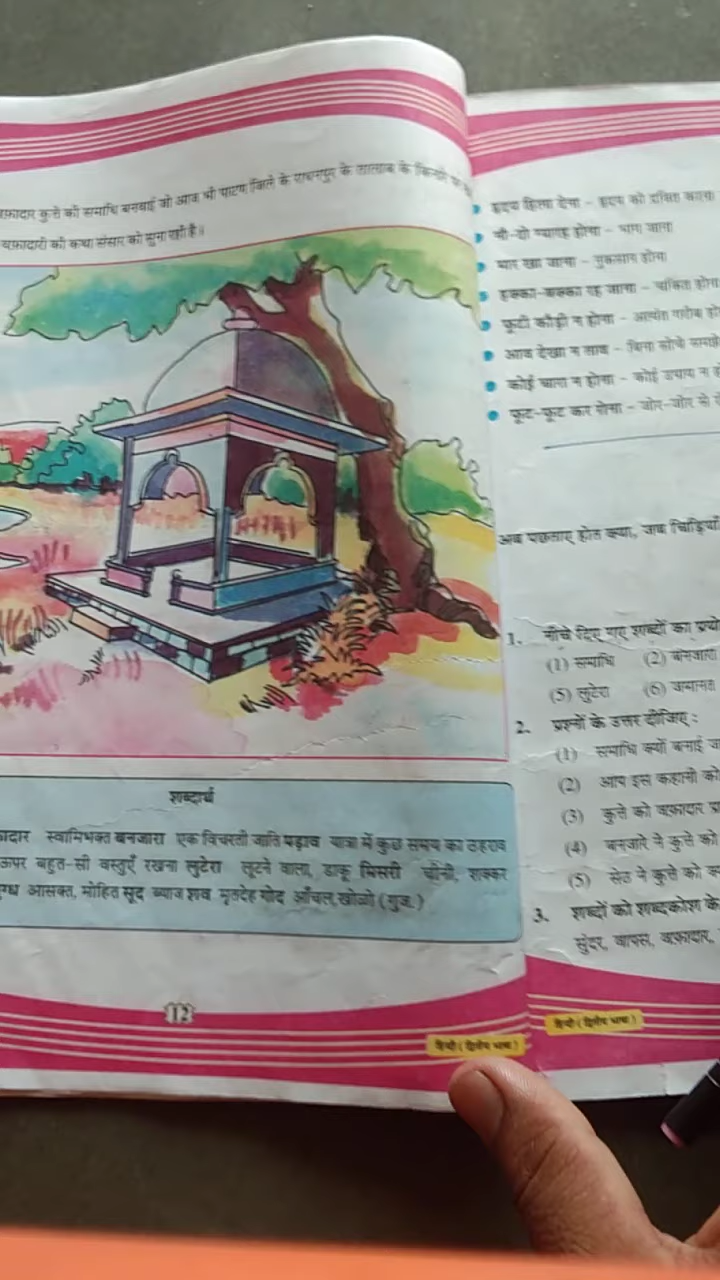 वफ़ादार कुत्ते की समाधि बनवाई जो आज भी पाटण जिले के राधनपुर के तालाब के किनारे
वफ़ादारी की कथा संसार को सुना रही है।
शब्दार्थ
स्वामिभक्त बनजारा एक विचरती जाति पड़ाव यात्रा में कुछ समय का ठहराव
ऊपर बहुत-सी वस्तुएँ रखना लुटेरा लूटने वाला, डाकू मिसरी चीनी, शक्कर
आसक्त, मोहित सूद ब्याज शव मृतदेह गोद आँचल, खोळो (गुज.)
12
हिन्दी (द्वितीय भाषा)
हृदय हिला देना - हृदय को द्रवित करना
नौ-दो ग्यारह होना - भाग जाना
मार खा जाना - नुकसान होना
हक्का-बक्का रह जाना - चकित होना
फूटी कौड़ी न होना - अत्यंत गरीब
आव देखा न ताव - बिना सोचे समझे
कोई चारा न होना - कोई उपाय न
फूट-फूट कर रोना - जोर-जोर से
अब पछताए होत क्या, जब चिड़ियाँ
1. नीचे दिए गए शब्दों का
(1) समाधि (2) बनजारा
(5) लुटेरा (6) जमानत
2. प्रश्नों के उत्तर दीजिए :
(1) समाधि क्यों बनाई
(2) आप इस कहानी को
(3) कुत्ते को वफ़ादार
(4) बनजारे ने कुत्ते को
(5) सेठ ने कुत्ते को
3. शब्दों को शब्दकोश के
सुंदर, वापस, वफ़ादार,
हिन्दी (द्वितीय भाषा)